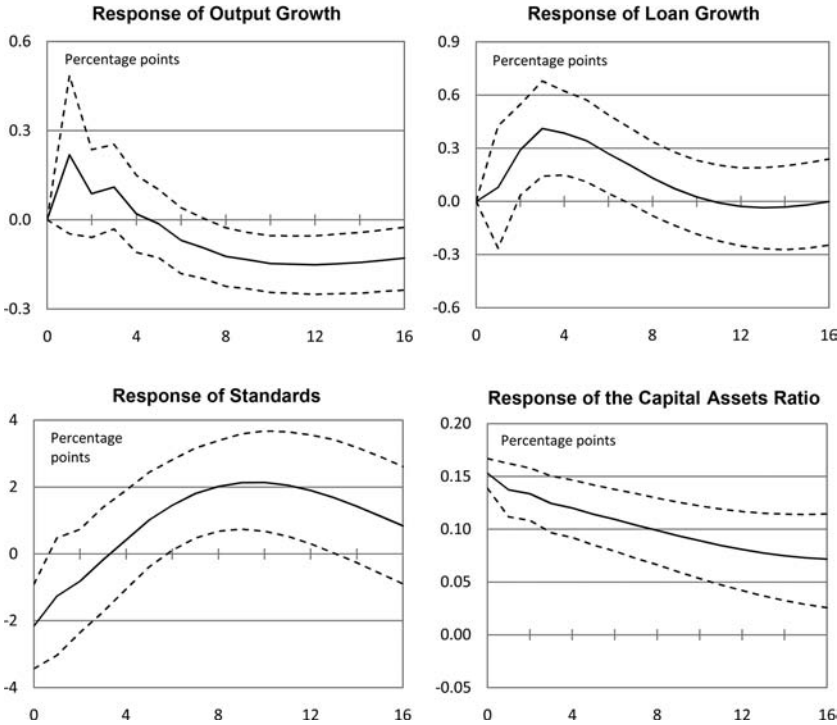 Response of Output Growth
0.6
Percentage points
0.3
0.0
-0.3
0 4 8 12 16
Response of Loan Growth
0.9
Percentage points
0.6
0.3
0.0
-0.3
-0.6
0 4 8 12 16
Response of Standards
4
Percentage
points
2
0
-2
-4
0 4 8 12 16
Response of the Capital Assets Ratio
0.20
Percentage points
0.15
0.10
0.05
0.00
-0.05
0 4 8 12 16